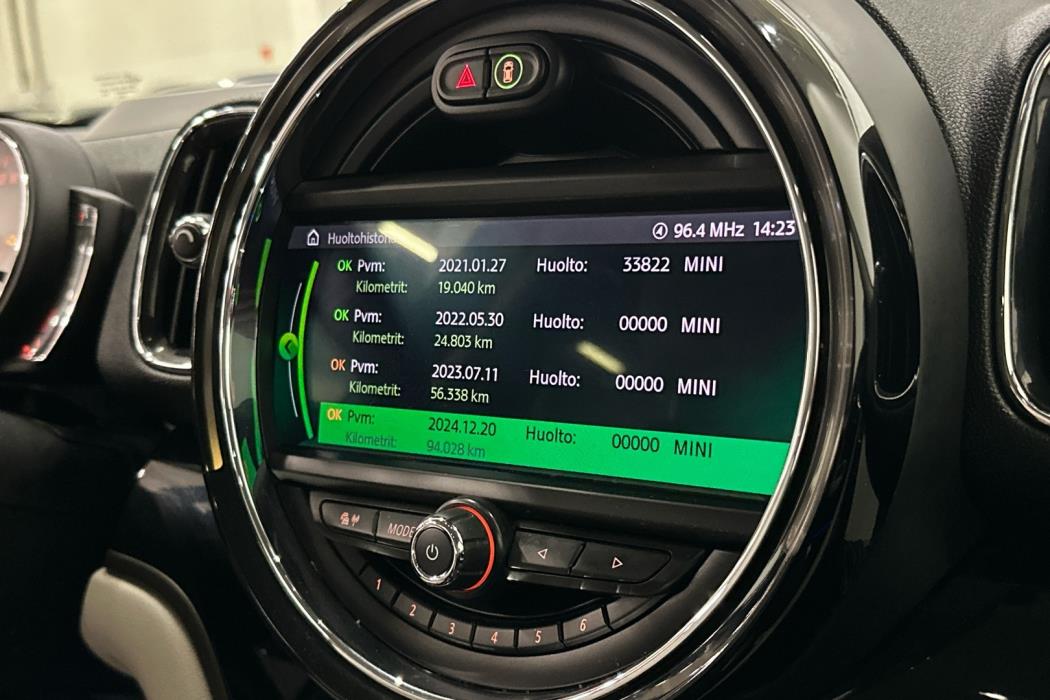 Huoltohistoria 96.4 MHz 14:23
OK Pvm: 2021.01.27 Huolto: 33822 MINI
Kilometrit: 19.040 km
OK Pvm: 2022.05.30 Huolto: 00000 MINI
Kilometrit: 24.803 km
OK Pvm: 2023.07.11 Huolto: 00000 MINI
Kilometrit: 56.338 km
OK Pvm: 2024.12.20 Huolto: 00000 MINI
Kilometrit: 94.028 km
MODE
1 2 3 4 5 6